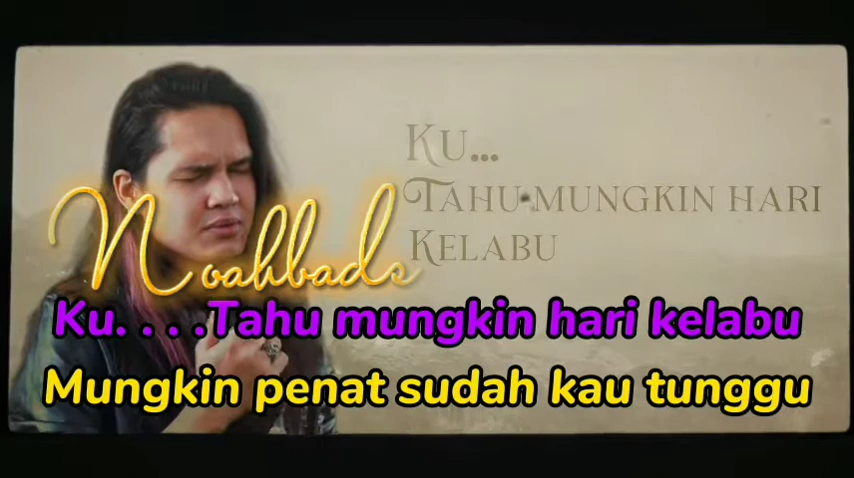 Ku...
Tahu mungkin hari
Kelabu
Noahbads
Ku. . . .Tahu mungkin hari kelabu
Mungkin penat sudah kau tunggu